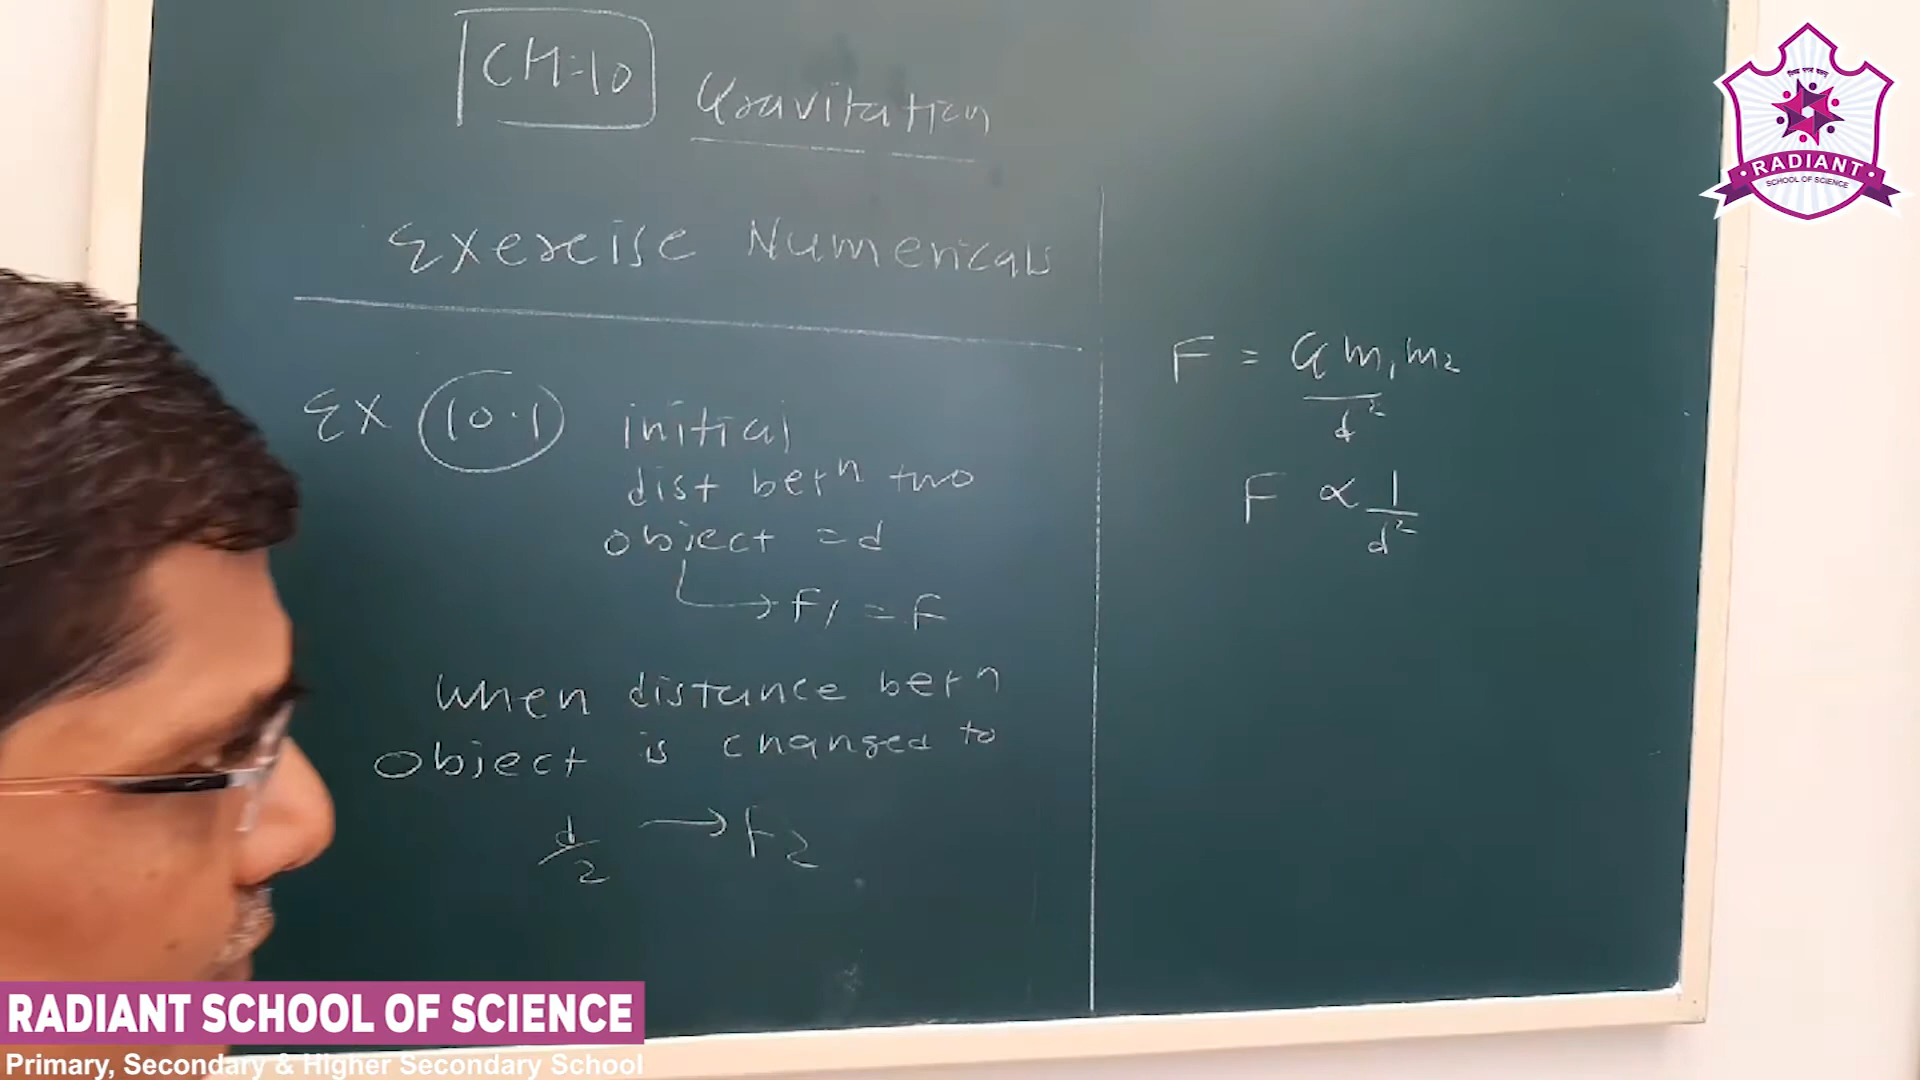 CH=10 Gravitation
Exercise Numericals
EX 10.1 initial
dist betn two
object = d
→ F1 = F
When distance betn
object is changed to
d/2 → F2
F = G m1 m2
d²
F ∝ 1
d²
RADIANT
SCHOOL OF SCIENCE
RADIANT SCHOOL OF SCIENCE
Primary, Secondary & Higher Secondary School